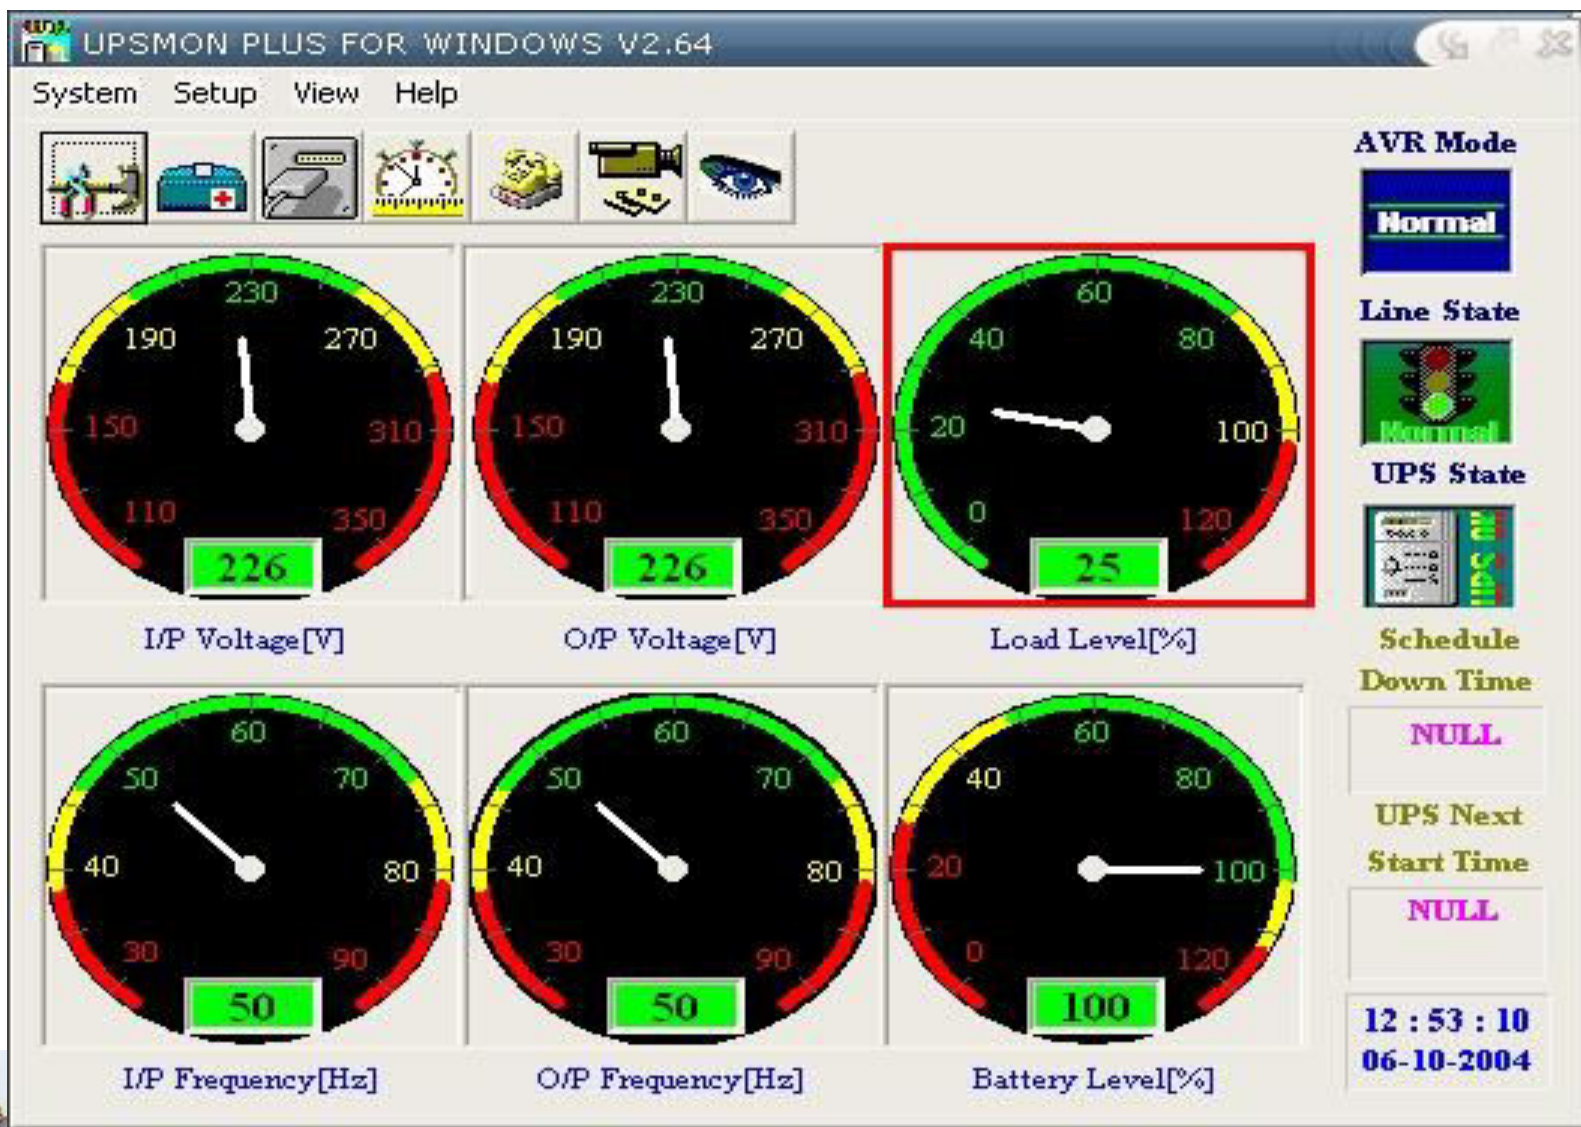 UPSMON PLUS FOR WINDOWS V2.64
System Setup View Help
AVR Mode
Normal
Line State
Normal
UPS State
UPS ON
Schedule
Down Time
NULL
UPS Next
Start Time
NULL
12 : 53 : 10
06-10-2004
230
190 270
150 310
110 350
226
I/P Voltage[V]
230
190 270
150 310
110 350
226
O/P Voltage[V]
60
40 80
20 100
0 120
25
Load Level[%]
60
50 70
40 80
30 90
50
I/P Frequency[Hz]
60
50 70
40 80
30 90
50
O/P Frequency[Hz]
60
40 80
20 100
0 120
100
Battery Level[%]